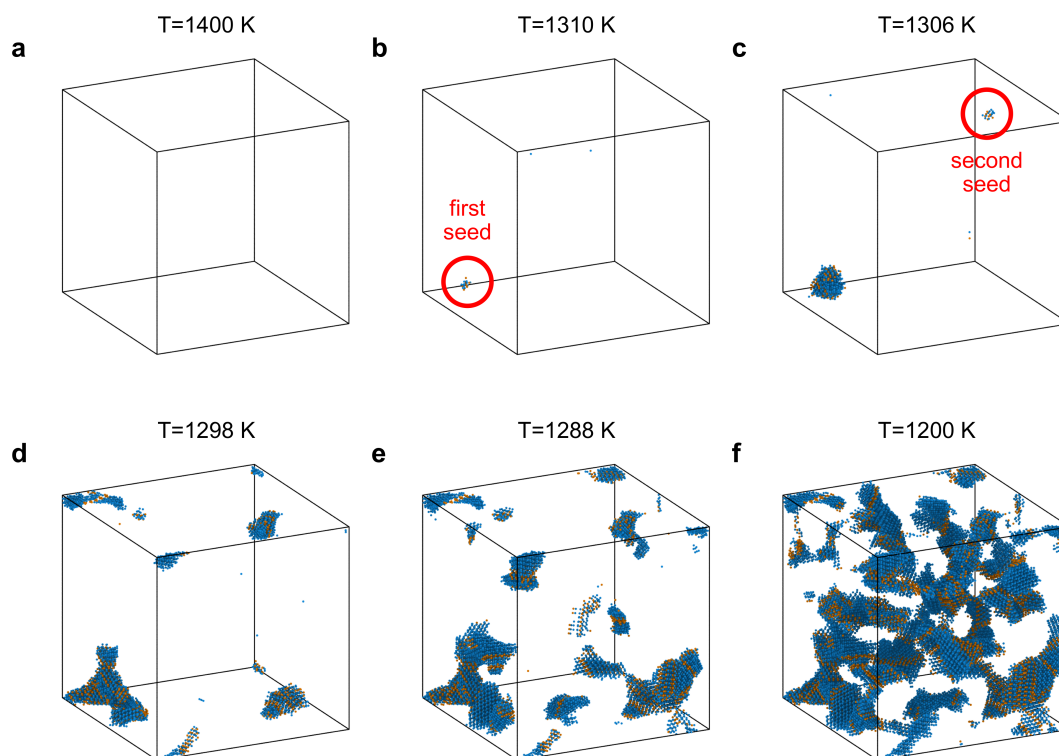 T=1400 K
T=1310 K
T=1306 K
a
b
c
first
seed
second
seed
T=1298 K
T=1288 K
T=1200 K
d
e
f